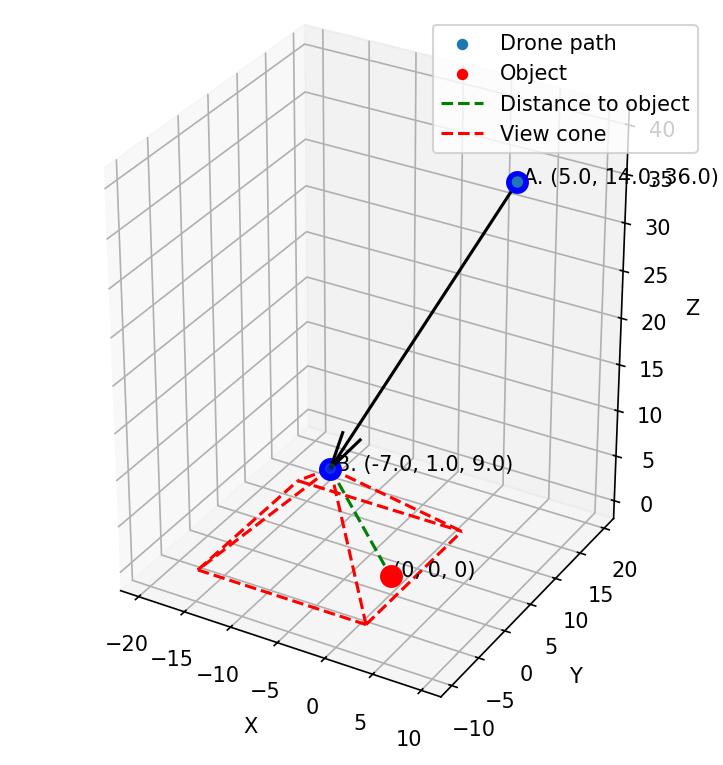 Drone path
Object
Distance to object
View cone
A. (5.0, 14.0, 36.0)
B. (-7.0, 1.0, 9.0)
(0, 0, 0)
40
35
30
25
20
15
10
5
0
Z
−20
−15
−10
−5
0
5
10
X
−10
−5
0
5
10
15
20
Y